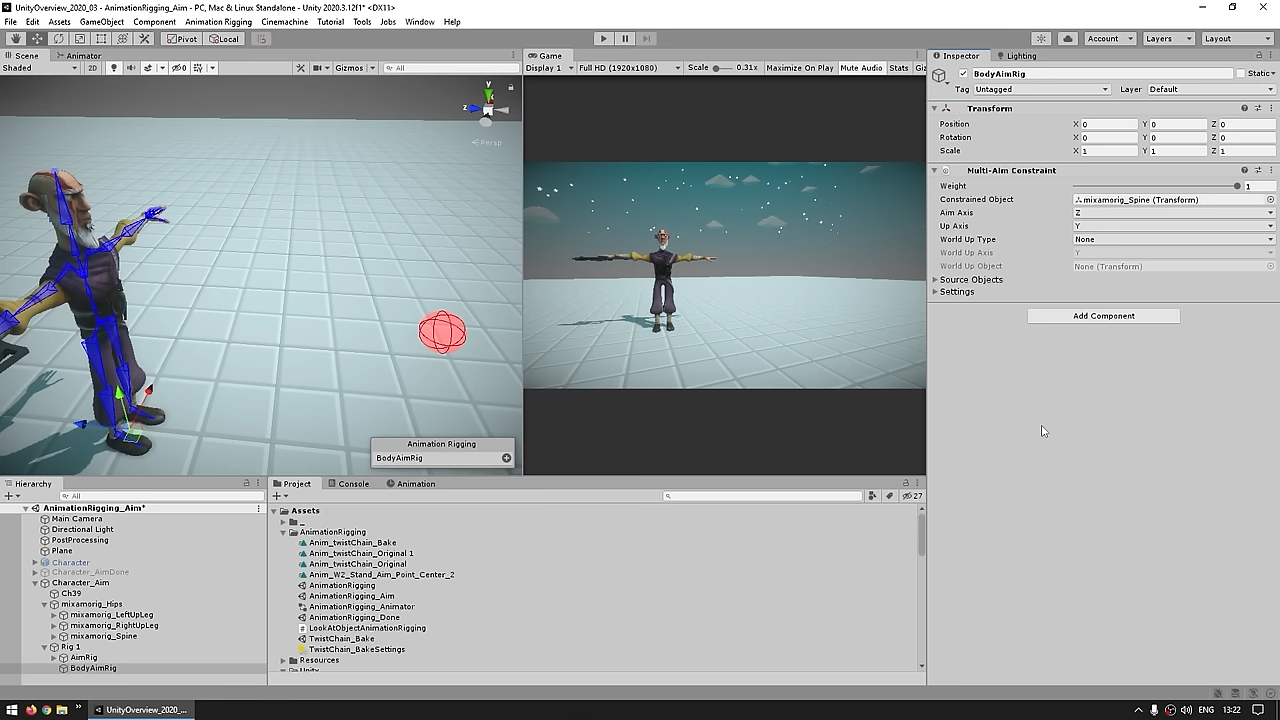 UnityOverview_2020_03 - AnimationRigging_Aim - PC, Mac & Linux Standalone - Unity 2020.3.12f1* <DX11>
File Edit Assets GameObject Component Animation Rigging Cinemachine Tutorial Tools Jobs Window Help
Pivot Local Account Layers Layout
Scene Animator
Shaded 2D 0 Gizmos All
y
z
Persp
Animation Rigging
BodyAimRig
Game
Display 1 Full HD (1920x1080) Scale 0.31x Maximize On Play Mute Audio Stats Giz
Inspector Lighting
BodyAimRig Static
Tag Untagged Layer Default
Transform
Position X 0 Y 0 Z 0
Rotation X 0 Y 0 Z 0
Scale X 1 Y 1 Z 1
Multi-Aim Constraint
Weight 1
Constrained Object mixamorig_Spine (Transform)
Aim Axis Z
Up Axis Y
World Up Type None
World Up Axis Y
World Up Object None (Transform)
Source Objects
Settings
Add Component
Hierarchy
All
AnimationRigging_Aim*
Main Camera
Directional Light
PostProcessing
Plane
Character
Character_AimDone
Character_Aim
Ch39
mixamorig_Hips
mixamorig_LeftUpLeg
mixamorig_RightUpLeg
mixamorig_Spine
Rig 1
AimRig
BodyAimRig
Project Console Animation
27
Assets
_
AnimationRigging
Anim_twistChain_Bake
Anim_twistChain_Original 1
Anim_twistChain_Original
Anim_W2_Stand_Aim_Point_Center_2
AnimationRigging
AnimationRigging_Aim
AnimationRigging_Animator
AnimationRigging_Done
LookAtObjectAnimationRigging
TwistChain_Bake
TwistChain_BakeSettings
Resources
Unity
UnityOverview_2020_...
ENG 13:22